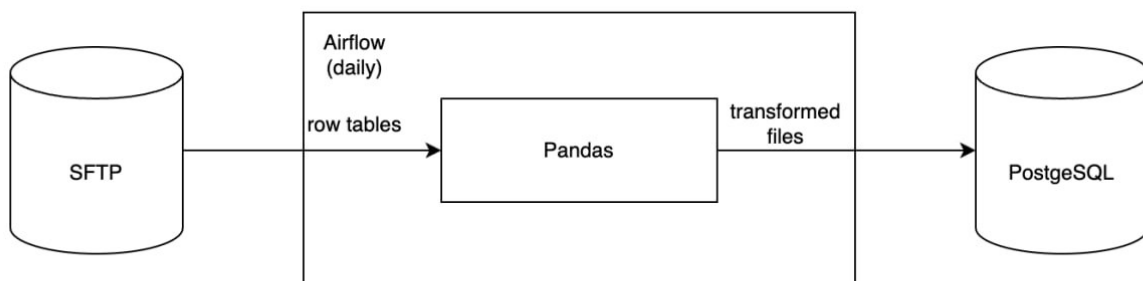 Airflow
(daily)
row tables
transformed
files
SFTP
Pandas
PostgeSQL